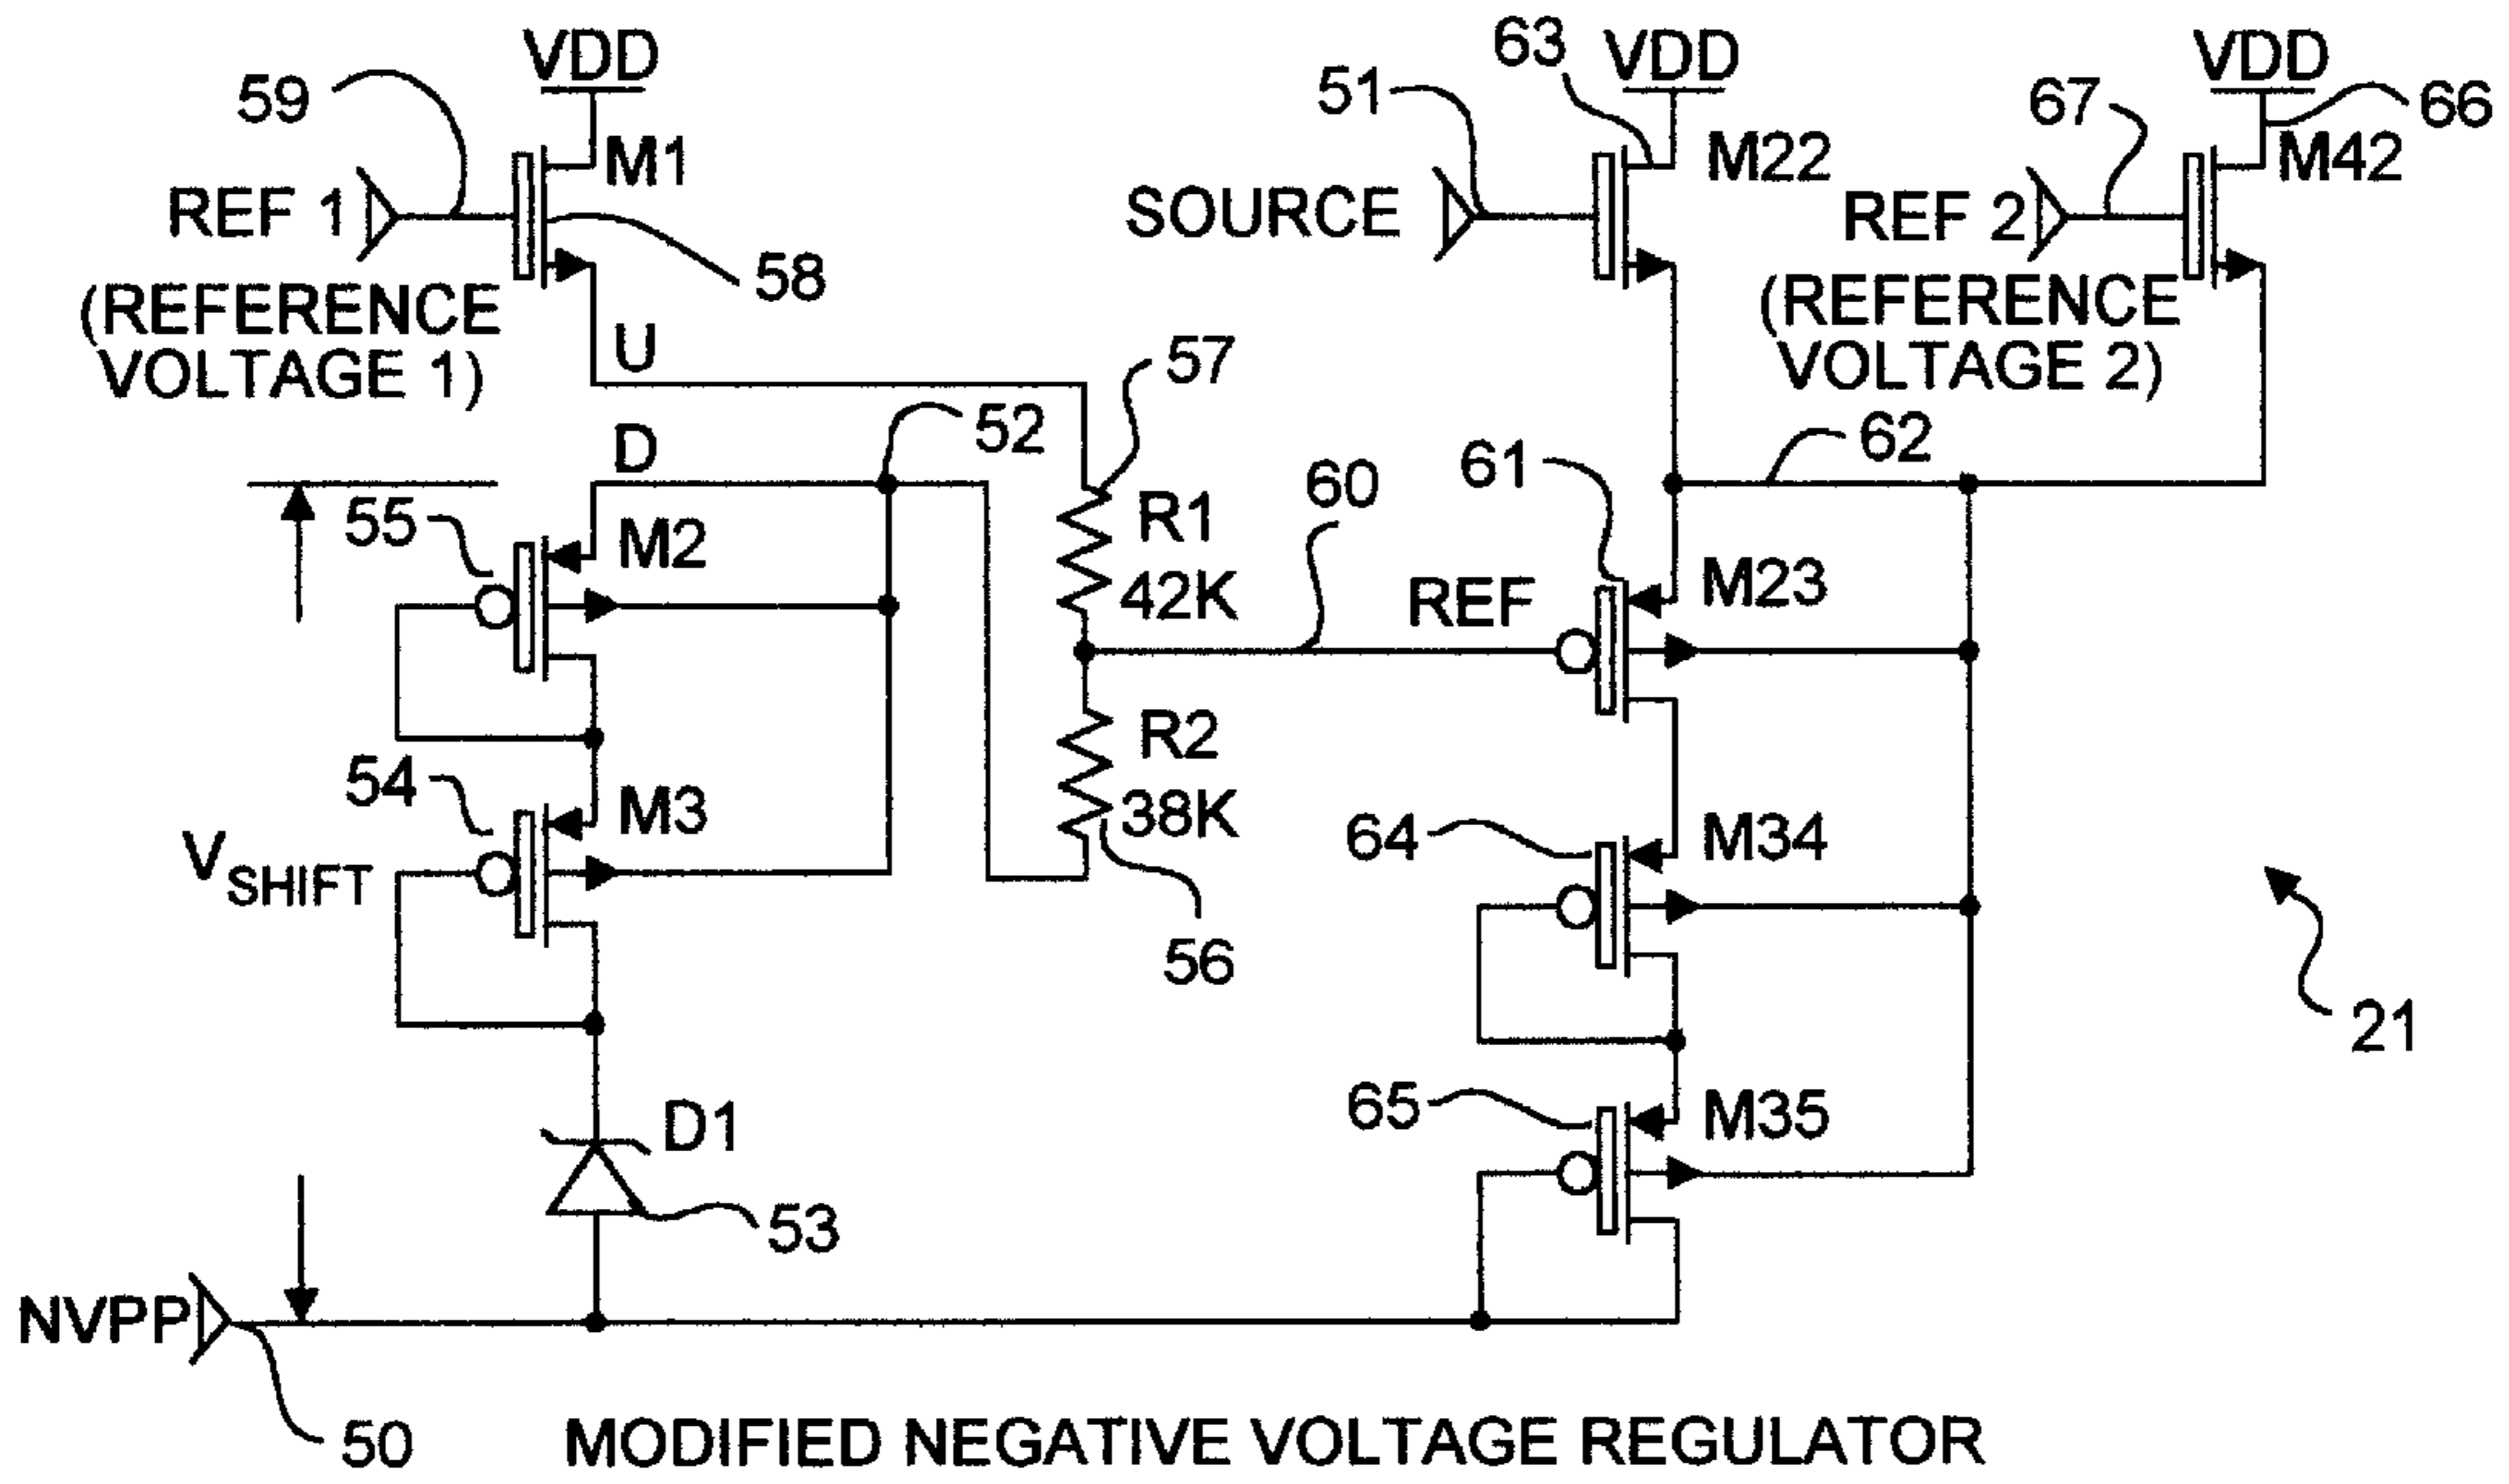 VDD
63
VDD
VDD
59
51
67
66
M1
M22
M42
REF 1
SOURCE
REF 2
58
(REFERENCE
VOLTAGE 1)
(REFERENCE
VOLTAGE 2)
U
57
D
52
62
61
60
55
M2
R1
42K
REF
M23
54
M3
R2
38K
64
M34
VSHIFT
56
21
65
M35
D1
53
NVPP
50
MODIFIED NEGATIVE VOLTAGE REGULATOR